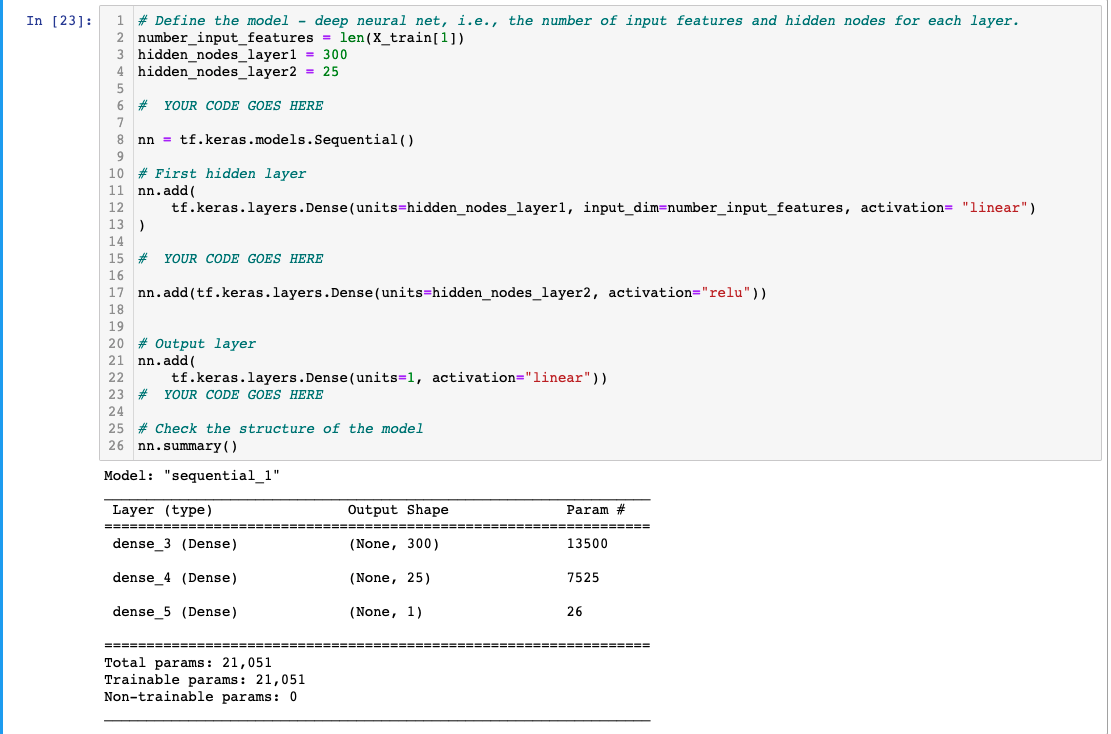 In [23]:
1 # Define the model - deep neural net, i.e., the number of input features and hidden nodes for each layer.
2 number_input_features = len(X_train[1])
3 hidden_nodes_layer1 = 300
4 hidden_nodes_layer2 = 25
5
6 #  YOUR CODE GOES HERE
7
8 nn = tf.keras.models.Sequential()
9
10 # First hidden layer
11 nn.add(
12     tf.keras.layers.Dense(units=hidden_nodes_layer1, input_dim=number_input_features, activation= "linear")
13 )
14
15 #  YOUR CODE GOES HERE
16
17 nn.add(tf.keras.layers.Dense(units=hidden_nodes_layer2, activation="relu"))
18
19
20 # Output layer
21 nn.add(
22     tf.keras.layers.Dense(units=1, activation="linear"))
23 #  YOUR CODE GOES HERE
24
25 # Check the structure of the model
26 nn.summary()
Model: "sequential_1"
Layer (type) Output Shape Param #
dense_3 (Dense) (None, 300) 13500
dense_4 (Dense) (None, 25) 7525
dense_5 (Dense) (None, 1) 26
Total params: 21,051
Trainable params: 21,051
Non-trainable params: 0